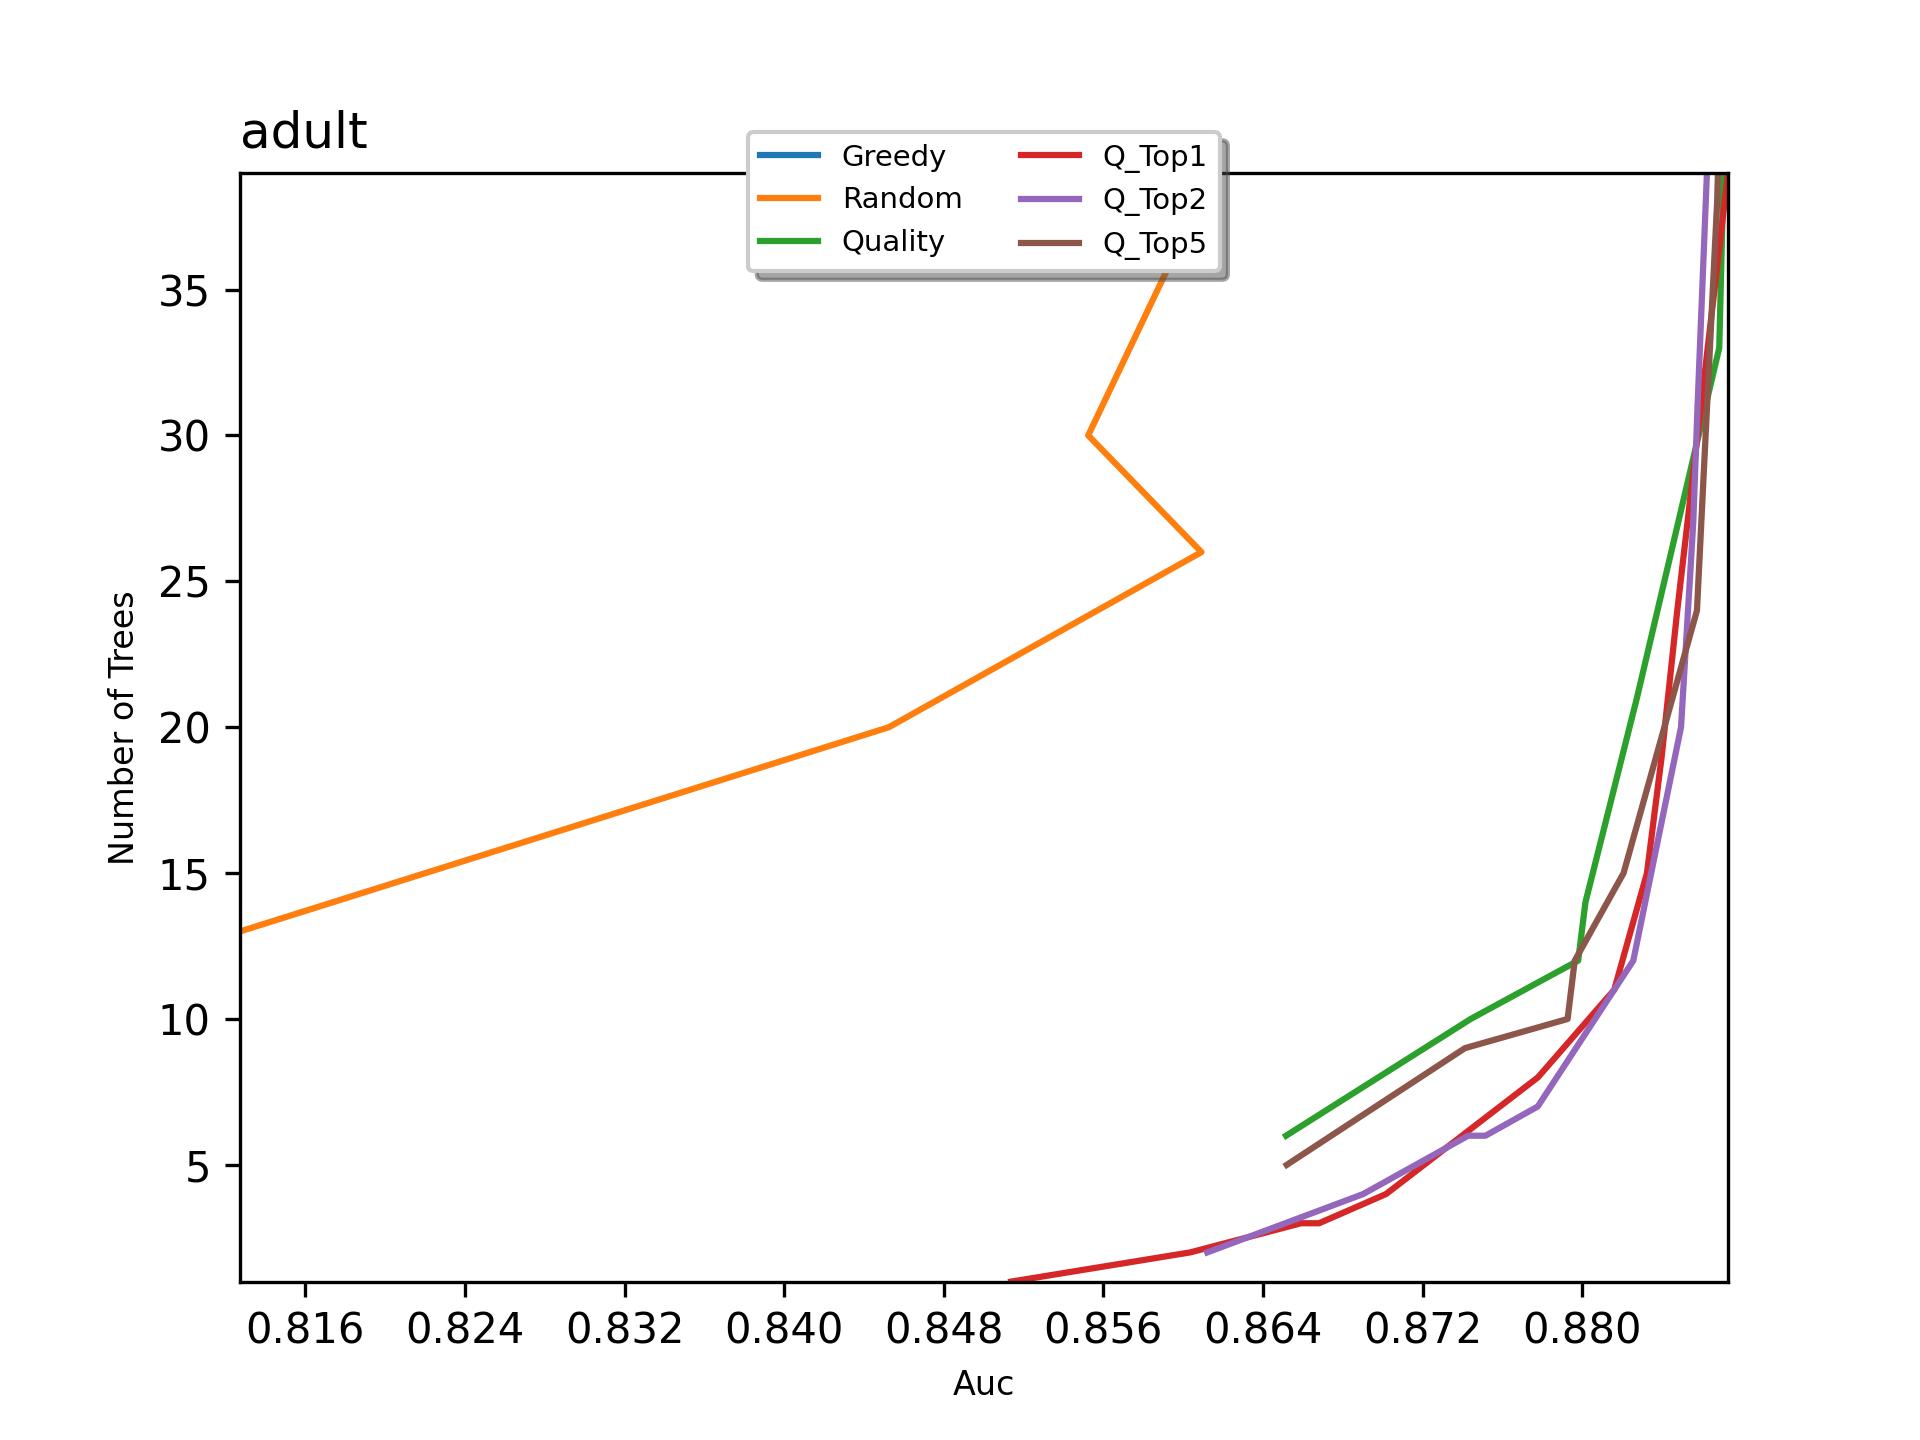 adult
Greedy
Random
Quality
Q_Top1
Q_Top2
Q_Top5
Number of Trees
35
30
25
20
15
10
5
0.816 0.824 0.832 0.840 0.848 0.856 0.864 0.872 0.880
Auc